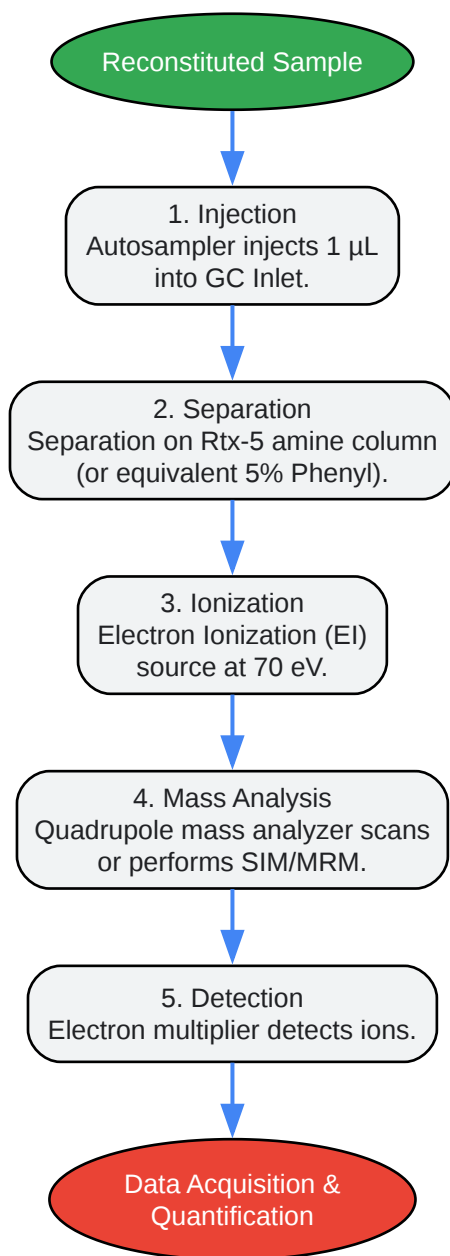 Reconstituted Sample
1. Injection
Autosampler injects 1 µL
into GC Inlet.
2. Separation
Separation on Rtx-5 amine column
(or equivalent 5% Phenyl).
3. Ionization
Electron Ionization (EI)
source at 70 eV.
4. Mass Analysis
Quadrupole mass analyzer scans
or performs SIM/MRM.
5. Detection
Electron multiplier detects ions.
Data Acquisition &
Quantification